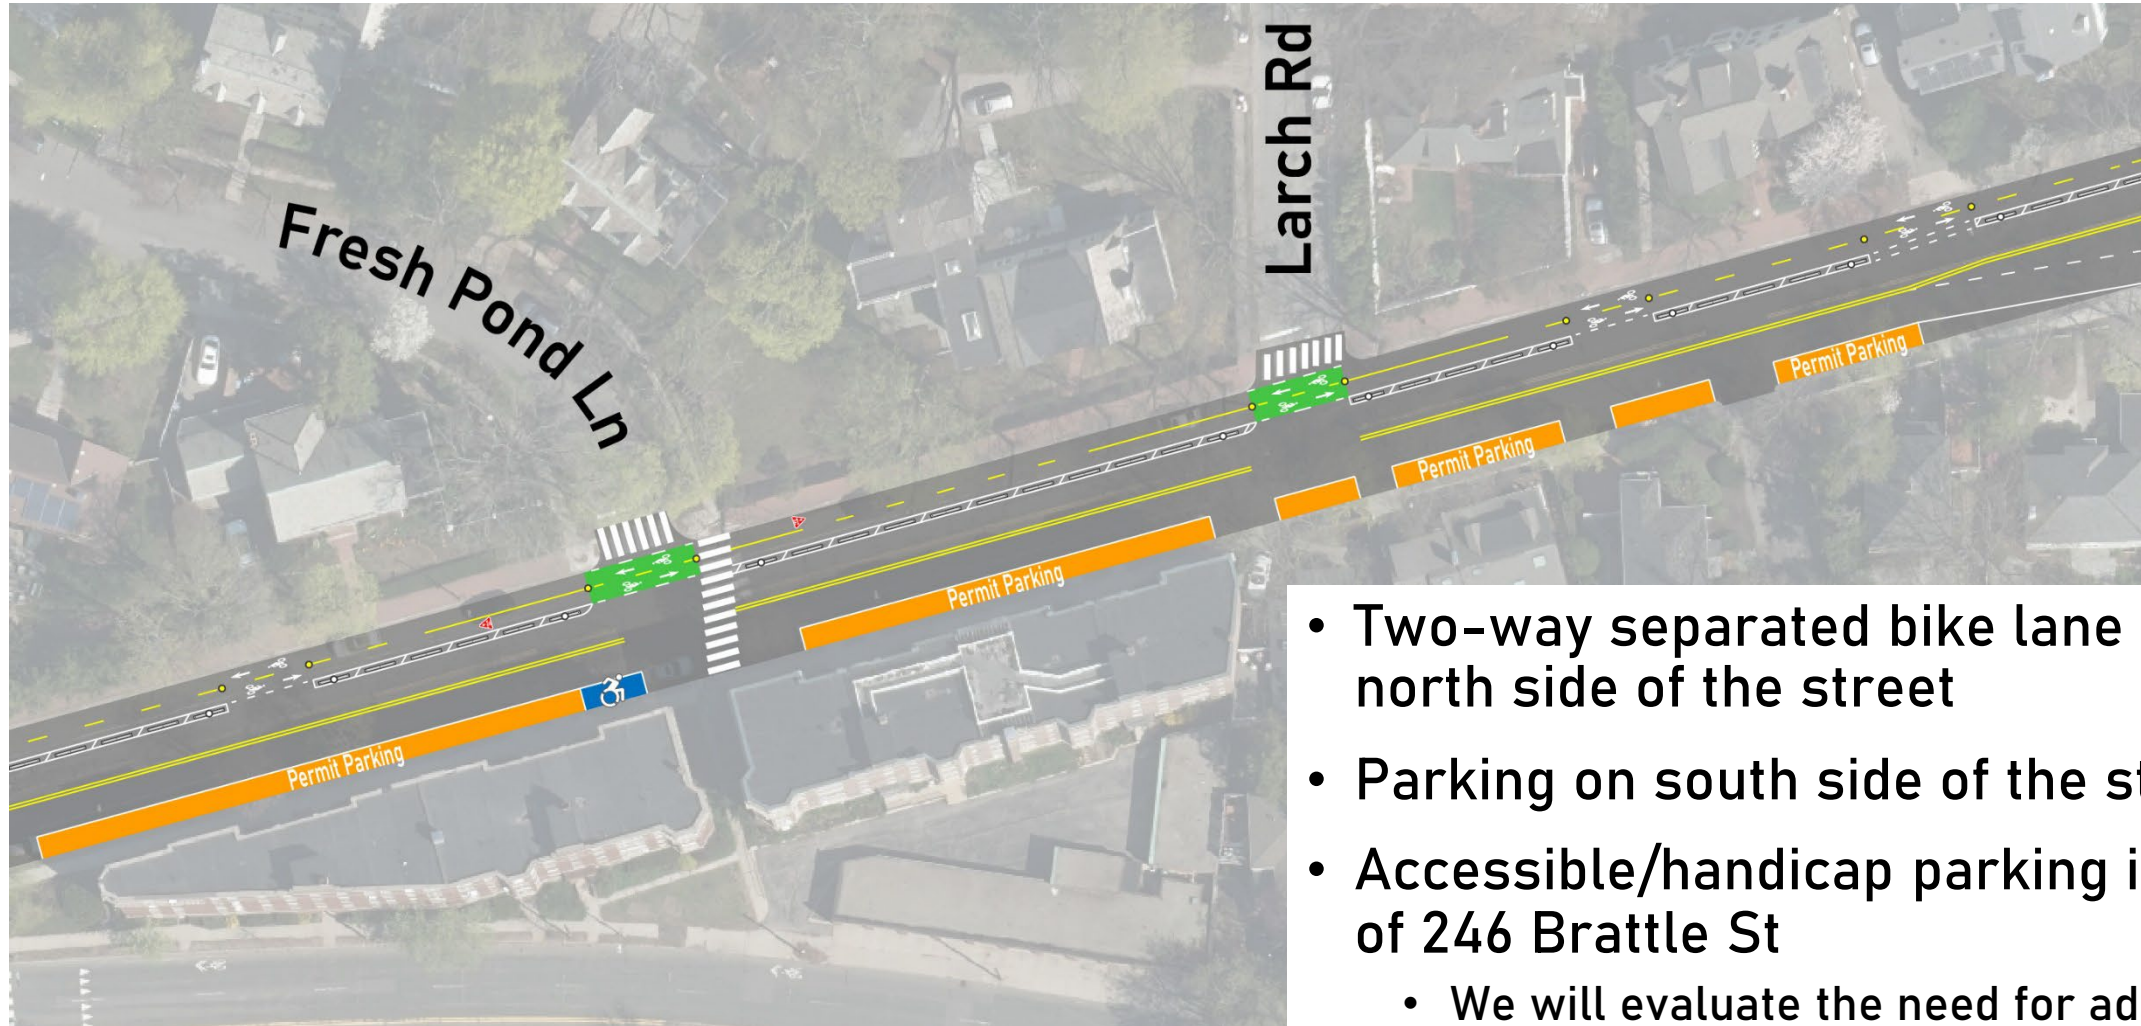 Fresh Pond Ln
Larch Rd
Permit Parking
Permit Parking
Permit Parking
Permit Parking
• Two-way separated bike lane
north side of the street
• Parking on south side of the
• Accessible/handicap parking
of 246 Brattle St
• We will evaluate the need for